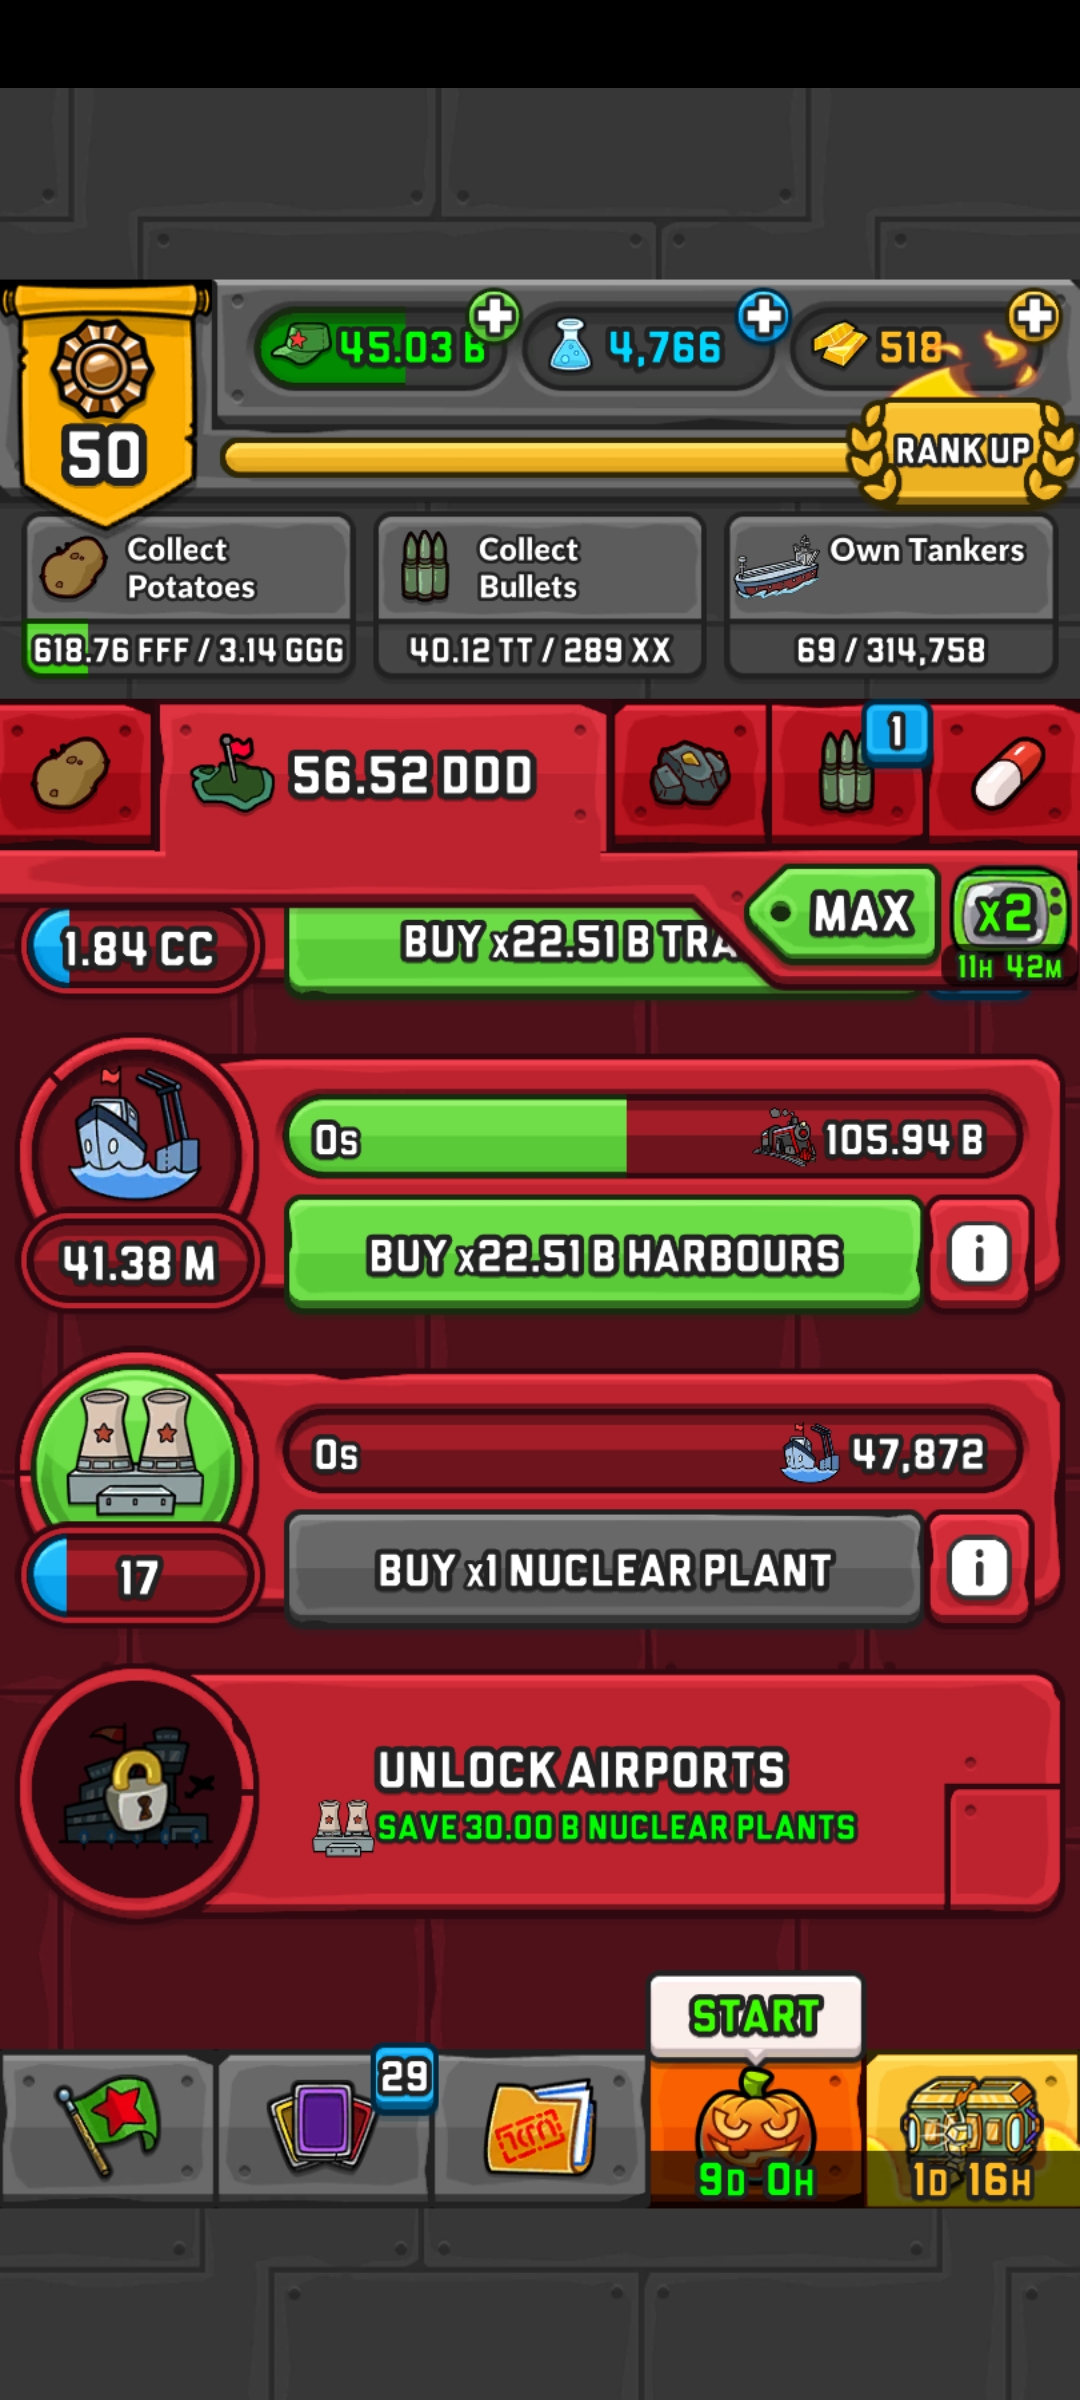 45.03 B
4,766
518
50
RANK UP
Collect
Potatoes
618.76 FFF / 3.14 GGG
Collect
Bullets
40.12 TT / 289 XX
Own Tankers
69 / 314,758
56.52 DDD
1
MAX
x2
11H 42M
1.84 CC
BUY x22.51 B TRA
0s
105.94 B
41.38 M
BUY x22.51 B HARBOURS
i
0s
47,872
17
BUY x1 NUCLEAR PLANT
i
UNLOCK AIRPORTS
SAVE 30.00 B NUCLEAR PLANTS
START
29
9D 0H
1D 16H